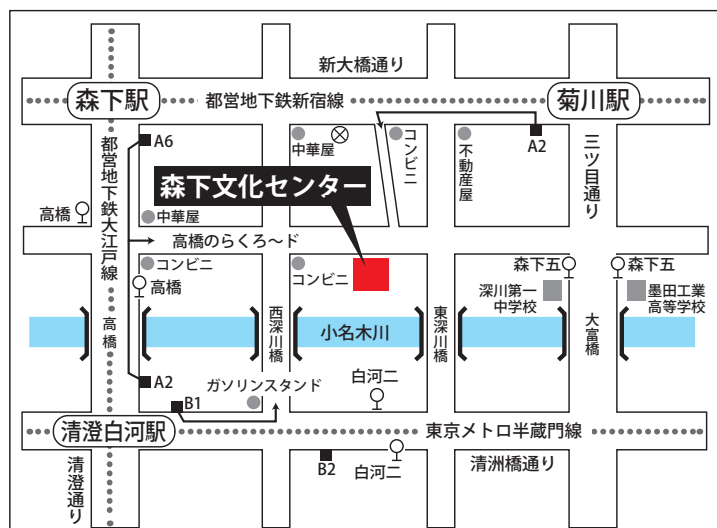 新大橋通り
森下駅
都営地下鉄新宿線
菊川駅
A6
中華屋
コンビニ
不動産屋
A2
三ツ目通り
都営地下鉄大江戸線
森下文化センター
高橋
中華屋
高橋のらくろ〜ド
コンビニ
高橋
コンビニ
森下五
森下五
深川第一
中学校
墨田工業
高等学校
高橋
西深川橋
小名木川
東深川橋
大富橋
A2
B1
ガソリンスタンド
白河二
清澄白河駅
東京メトロ半蔵門線
清澄通り
B2
白河二
清洲橋通り